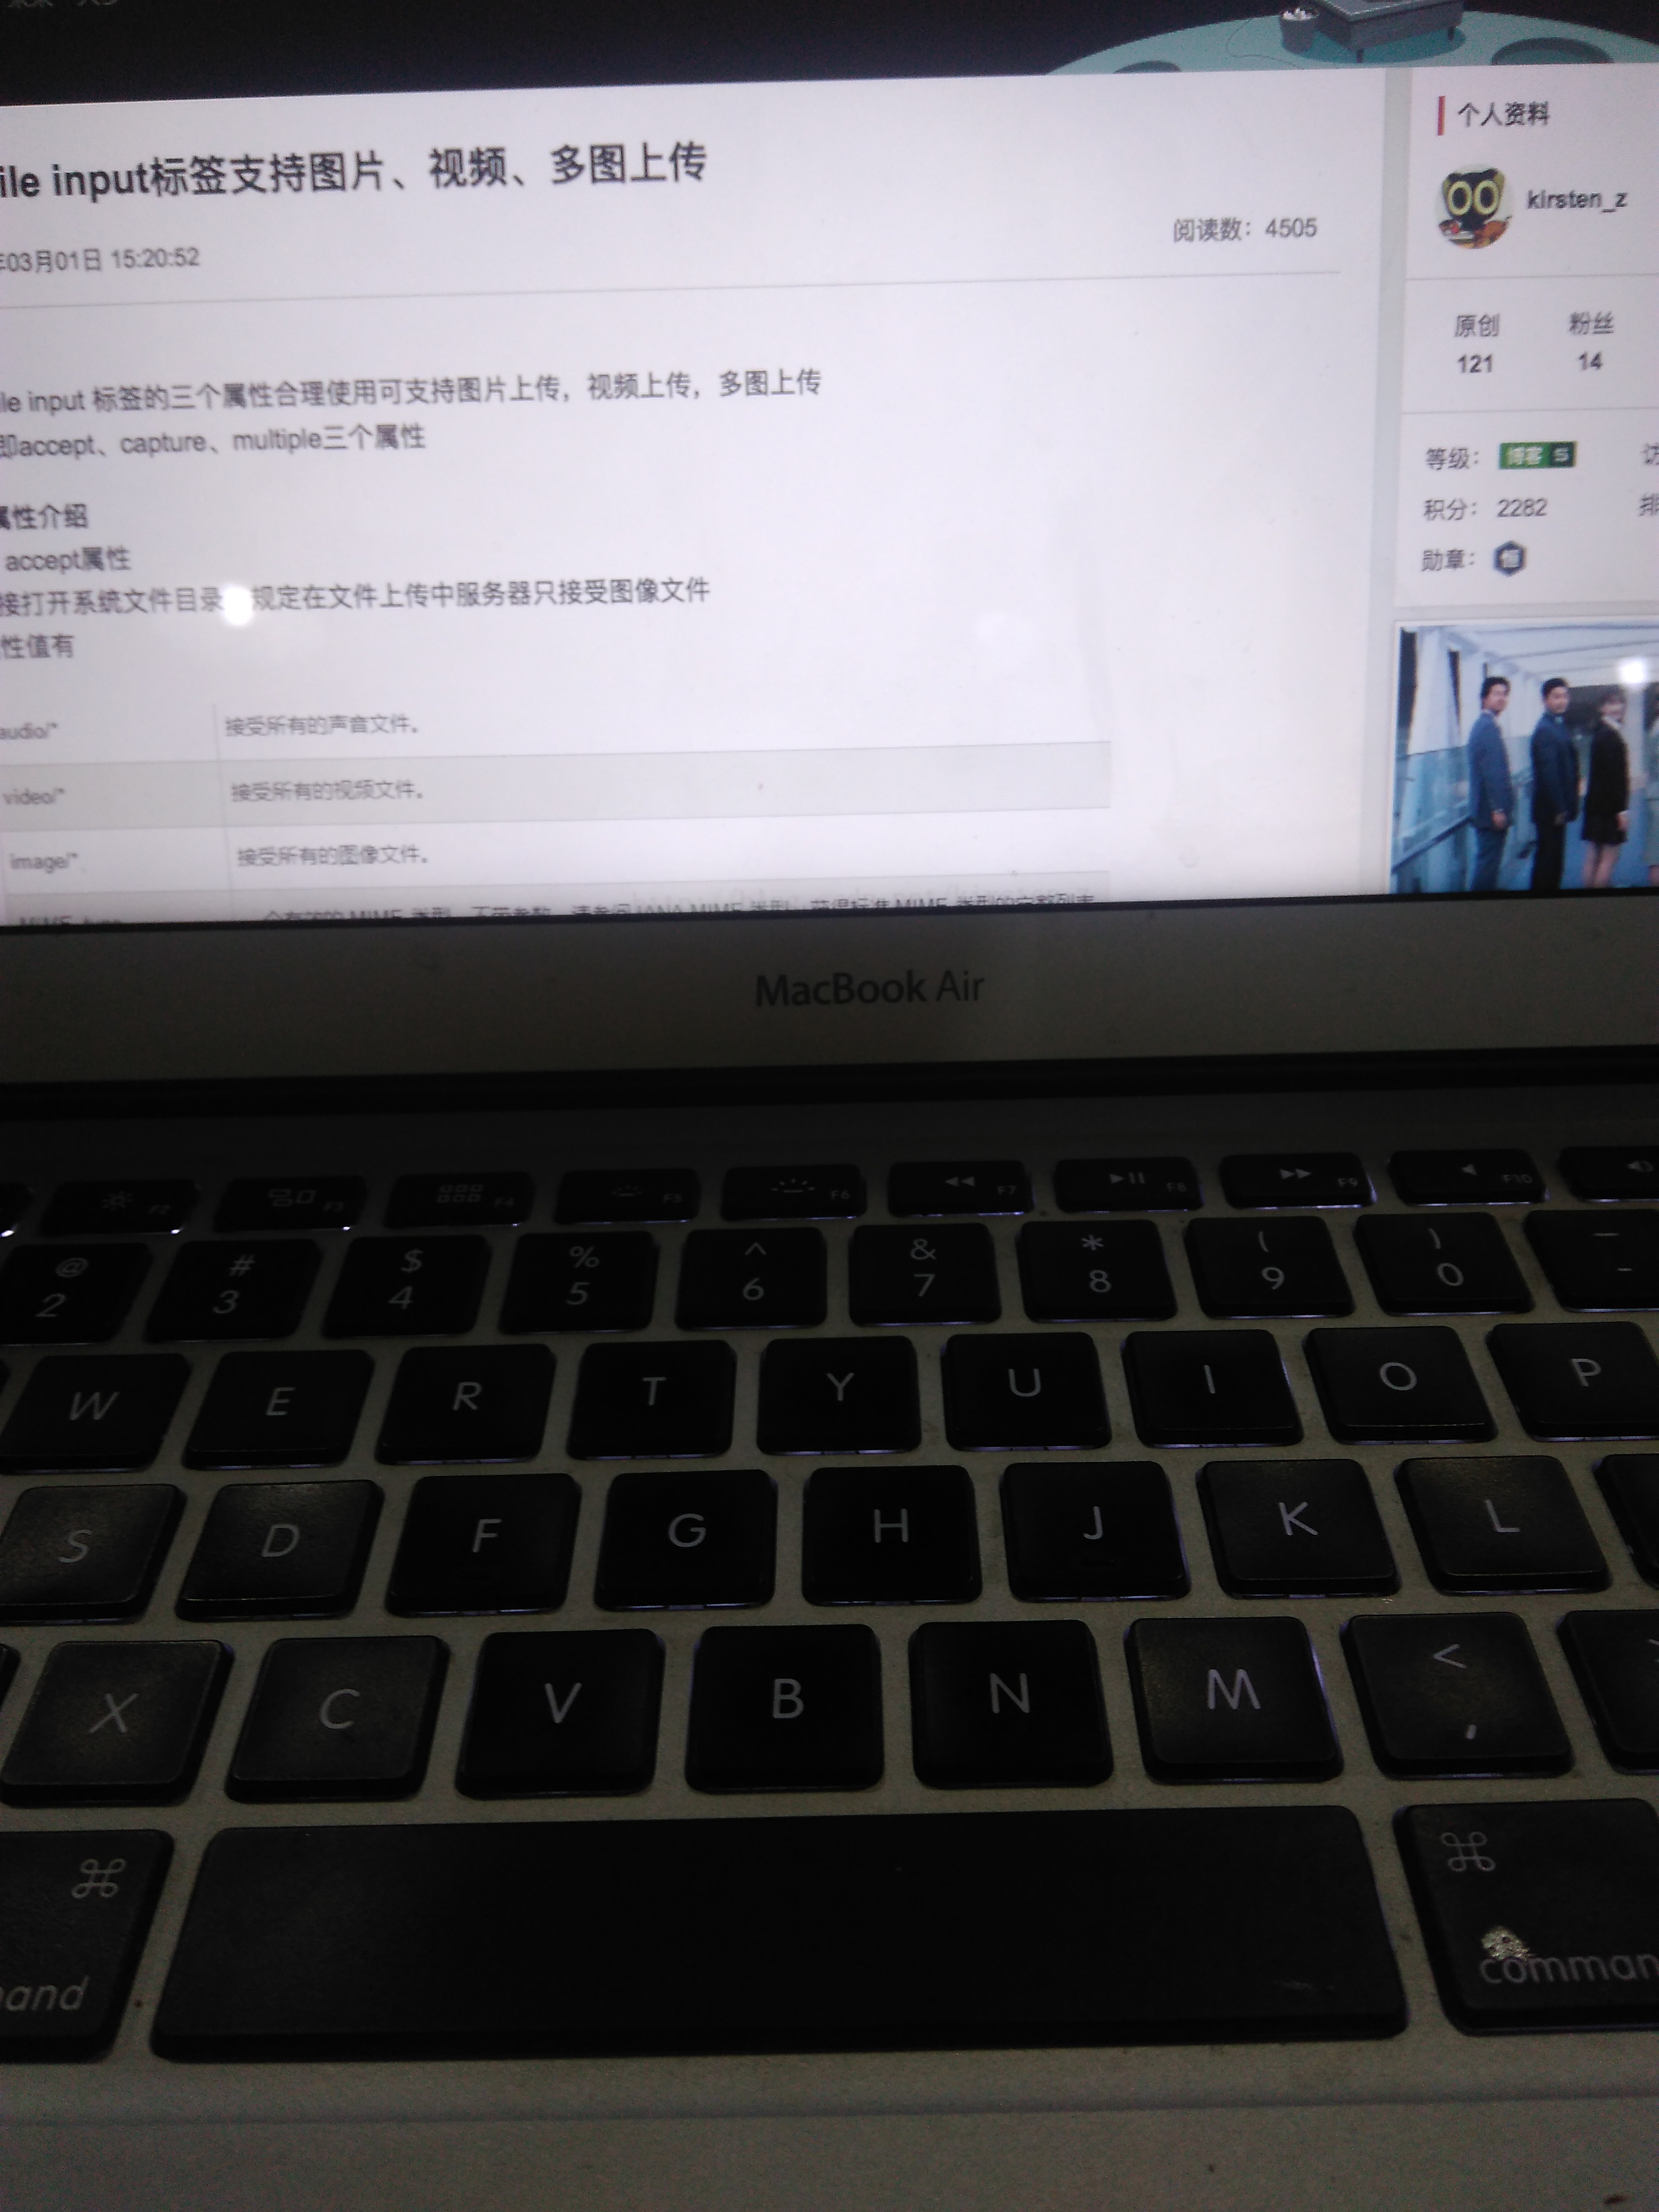 ile input标签支持图片、视频、多图上传
年03月01日 15:20:52
阅读数：4505
ile input 标签的三个属性合理使用可支持图片上传，视频上传，多图上传
即accept、capture、multiple三个属性
属性介绍
accept属性
接打开系统文件目录 规定在文件上传中服务器只接受图像文件
性值有
audio/* 接受所有的声音文件。
video/* 接受所有的视频文件。
image/* 接受所有的图像文件。
个人资料
kirsten_z
原创 粉丝
121 14
等级： 博客 5
积分： 2282
勋章： 恒
MacBook Air
F2 F3 F4 F5 F6 F7 F8 F9 F10
@ # $ % ^ & * ( ) —
2 3 4 5 6 7 8 9 0 -
W E R T Y U I O P
S D F G H J K L
X C V B N M < ,
⌘ ⌘
mand comman